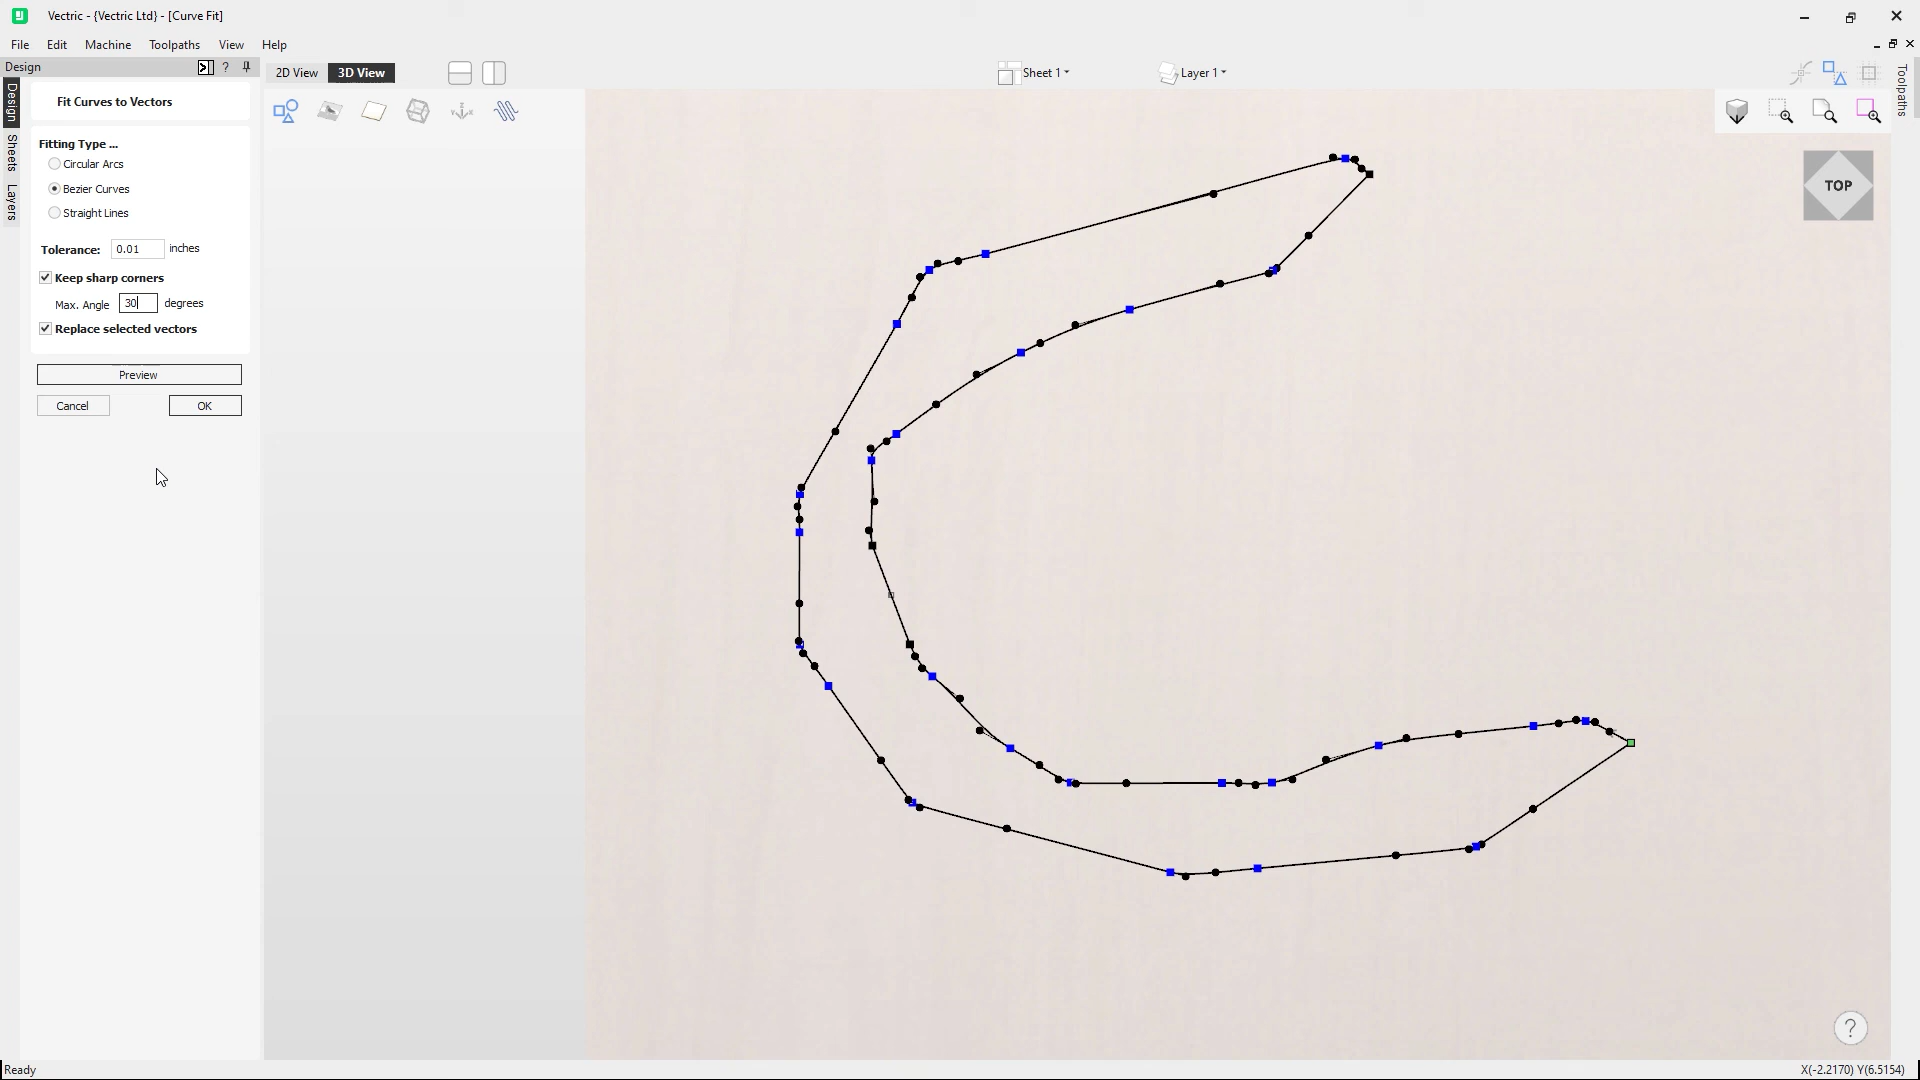 Vectric - {Vectric Ltd} - [Curve Fit]
File Edit Machine Toolpaths View Help
Design
2D View 3D View Sheet 1 Layer 1
Toolpaths
Design
Sheets
Layers
Fit Curves to Vectors
Fitting Type ...
Circular Arcs
Bezier Curves
Straight Lines
Tolerance: 0.01 inches
Keep sharp corners
Max. Angle 30 degrees
Replace selected vectors
Preview
Cancel OK
TOP
?
Ready X(-2.2170) Y(6.5154)